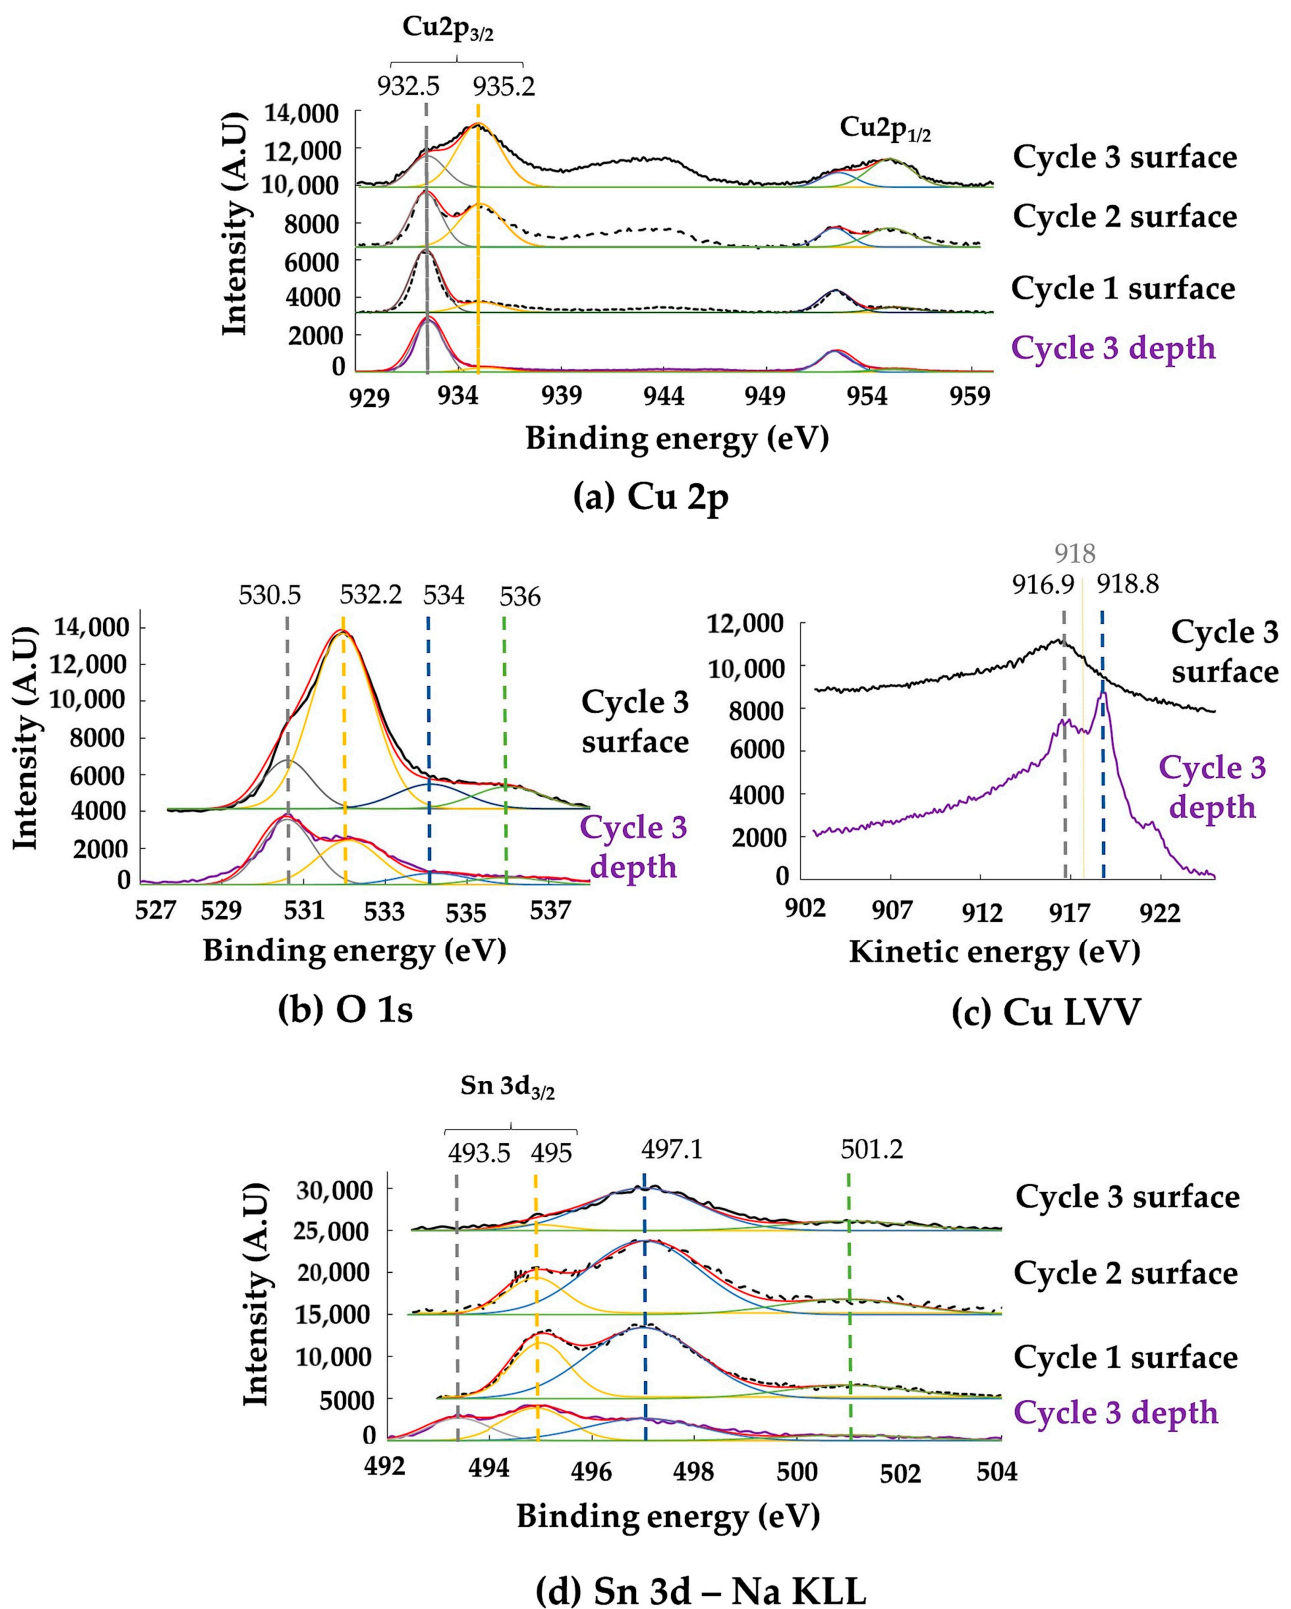 Cu2p3/2
932.5 935.2
Intensity (A.U)
14,000
12,000
10,000
8000
6000
4000
2000
0
Cu2p1/2
Cycle 3 surface
Cycle 2 surface
Cycle 1 surface
Cycle 3 depth
929 934 939 944 949 954 959
Binding energy (eV)
(a) Cu 2p
530.5 532.2 534 536
Intensity (A.U)
14,000
12,000
10,000
8000
6000
4000
2000
0
Cycle 3
surface
Cycle 3
depth
527 529 531 533 535 537
Binding energy (eV)
(b) O 1s
918
916.9 918.8
12,000
10,000
8000
6000
4000
2000
0
Cycle 3
surface
Cycle 3
depth
902 907 912 917 922
Kinetic energy (eV)
(c) Cu LVV
Sn 3d3/2
493.5 495 497.1 501.2
Intensity (A.U)
30,000
25,000
20,000
15,000
10,000
5000
0
Cycle 3 surface
Cycle 2 surface
Cycle 1 surface
Cycle 3 depth
492 494 496 498 500 502 504
Binding energy (eV)
(d) Sn 3d – Na KLL